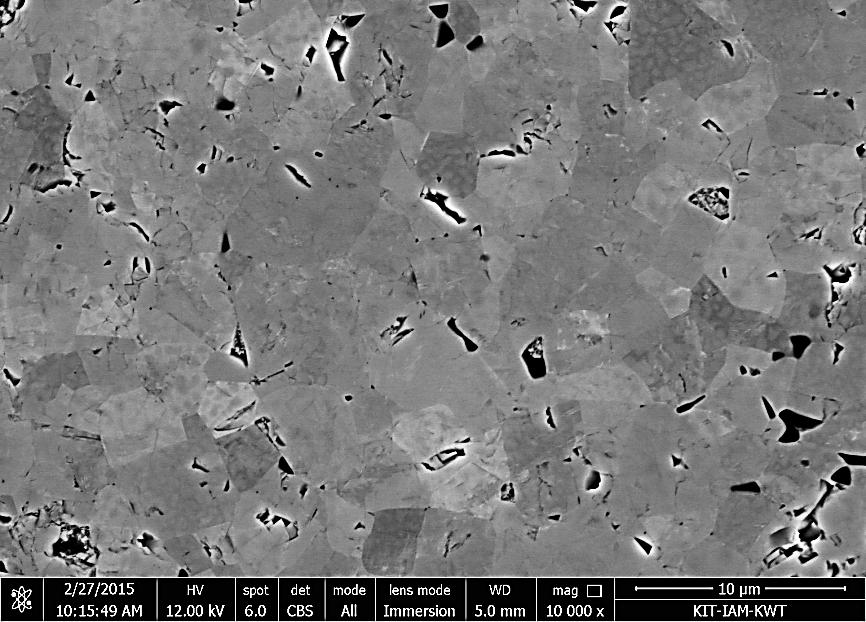 2/27/2015 HV spot det mode lens mode WD mag 10 µm
10:15:49 AM 12.00 kV 6.0 CBS All Immersion 5.0 mm 10 000 x KIT-IAM-KWT